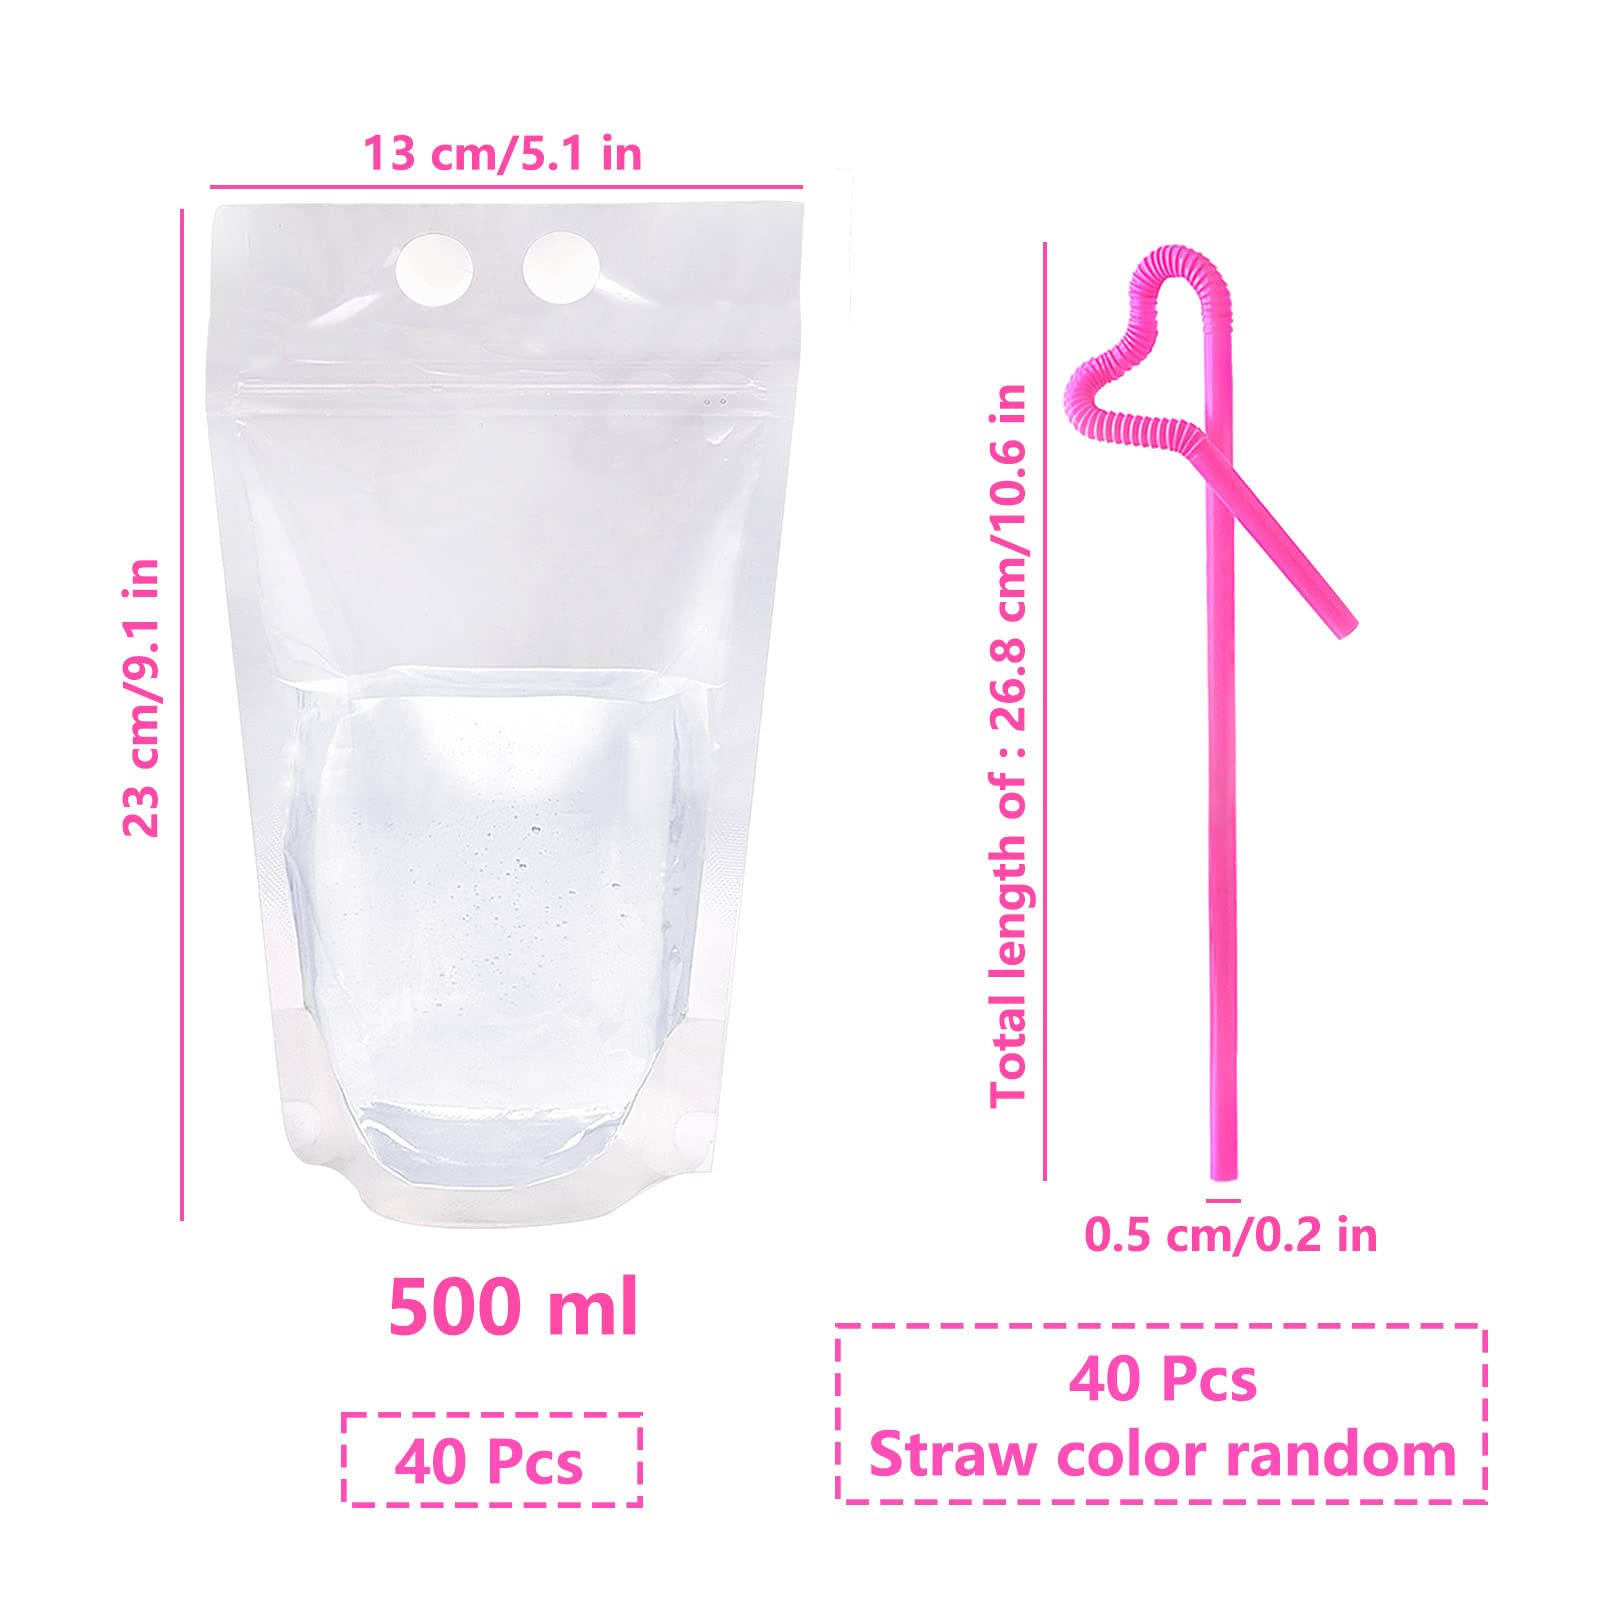 13 cm/5.1 in
23 cm/9.1 in
500 ml
40 Pcs
Total length of : 26.8 cm/10.6 in
0.5 cm/0.2 in
40 Pcs
Straw color random